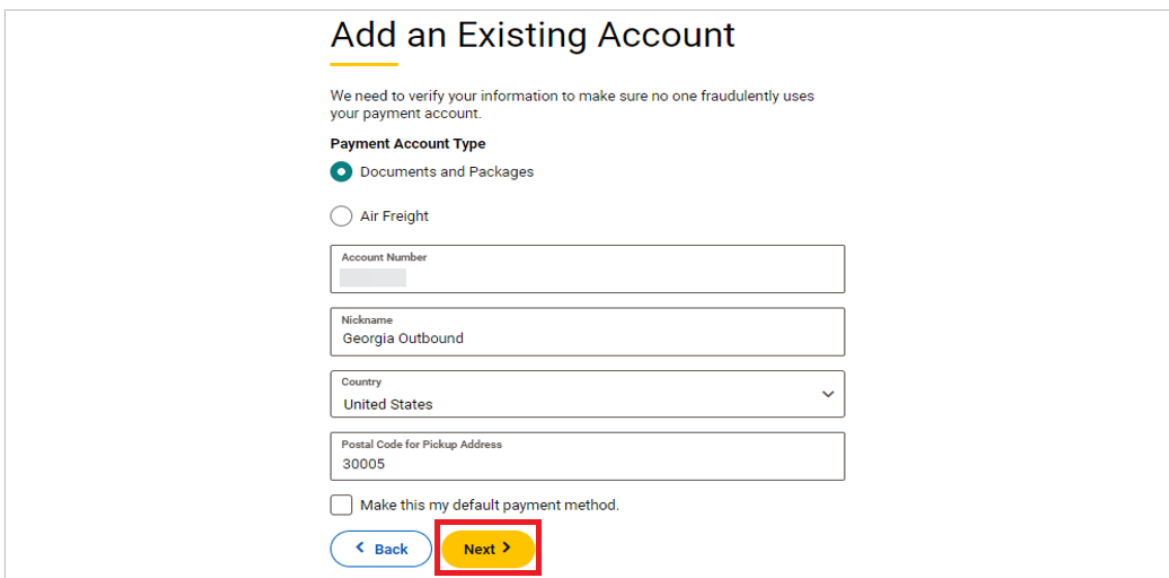 Add an Existing Account
We need to verify your information to make sure no one fraudulently uses
your payment account.
Payment Account Type
Documents and Packages
Air Freight
Account Number
Nickname
Georgia Outbound
Country
United States
Postal Code for Pickup Address
30005
Make this my default payment method.
Back
Next